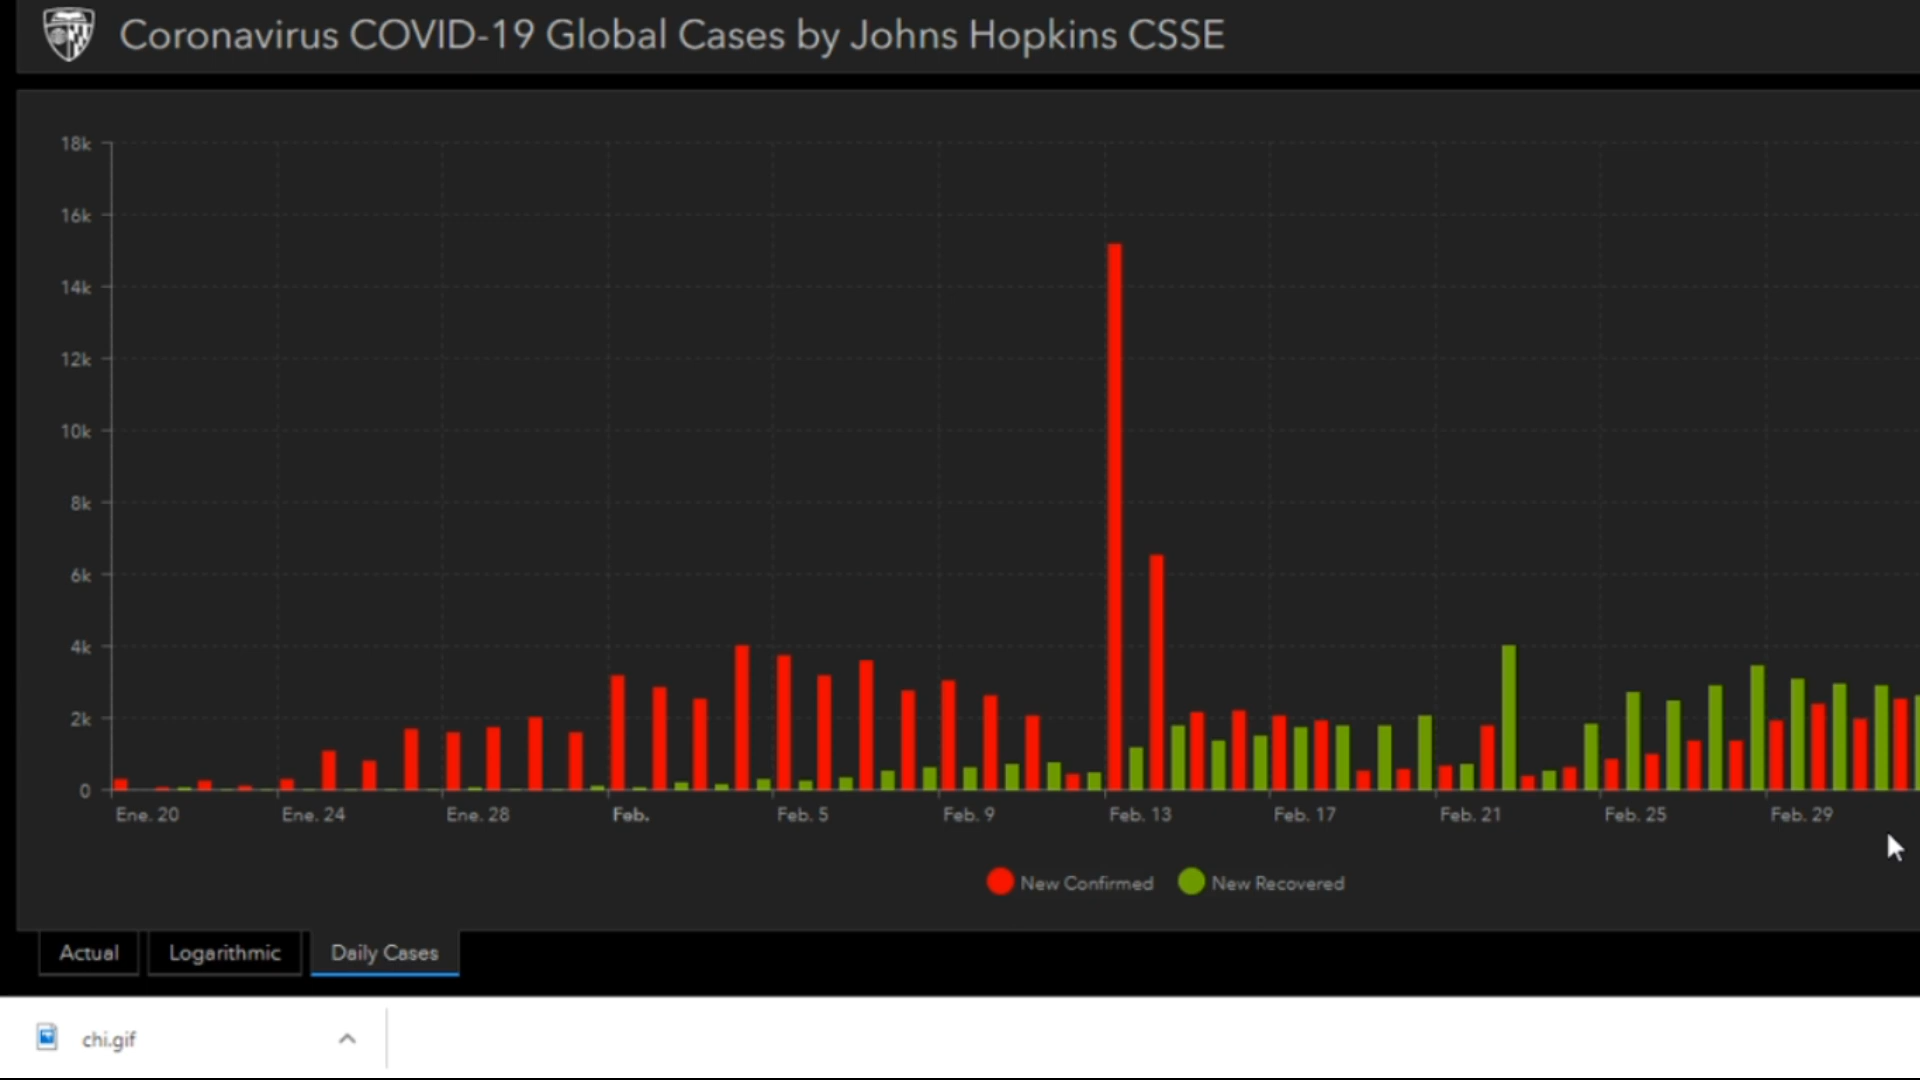 Coronavirus COVID-19 Global Cases by Johns Hopkins CSSE
18k
16k
14k
12k
10k
8k
6k
4k
2k
0
Ene. 20 Ene. 24 Ene. 28 Feb. Feb. 5 Feb. 9 Feb. 13 Feb. 17 Feb. 21 Feb. 25 Feb. 29
New Confirmed New Recovered
Actual Logarithmic Daily Cases
chi.gif